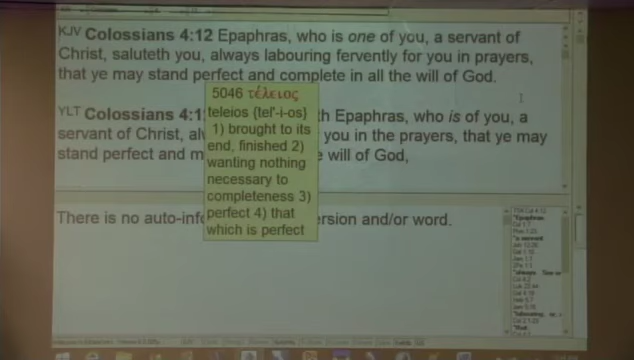 KJV Colossians 4:12 Epaphras, who is one of you, a servant of
Christ, saluteth you, always labouring fervently for you in prayers,
that ye may stand perfect and complete in all the will of God.
5046 τέλειος
teleios {tel'-i-os}
1) brought to its
end, finished 2)
wanting nothing
necessary to
completeness 3)
perfect 4) that
which is perfect
YLT Colossians 4:1 th Epaphras, who is of you, a
servant of Christ, al you in the prayers, that ye may
stand perfect and m e will of God,
There is no auto-info ersion and/or word.